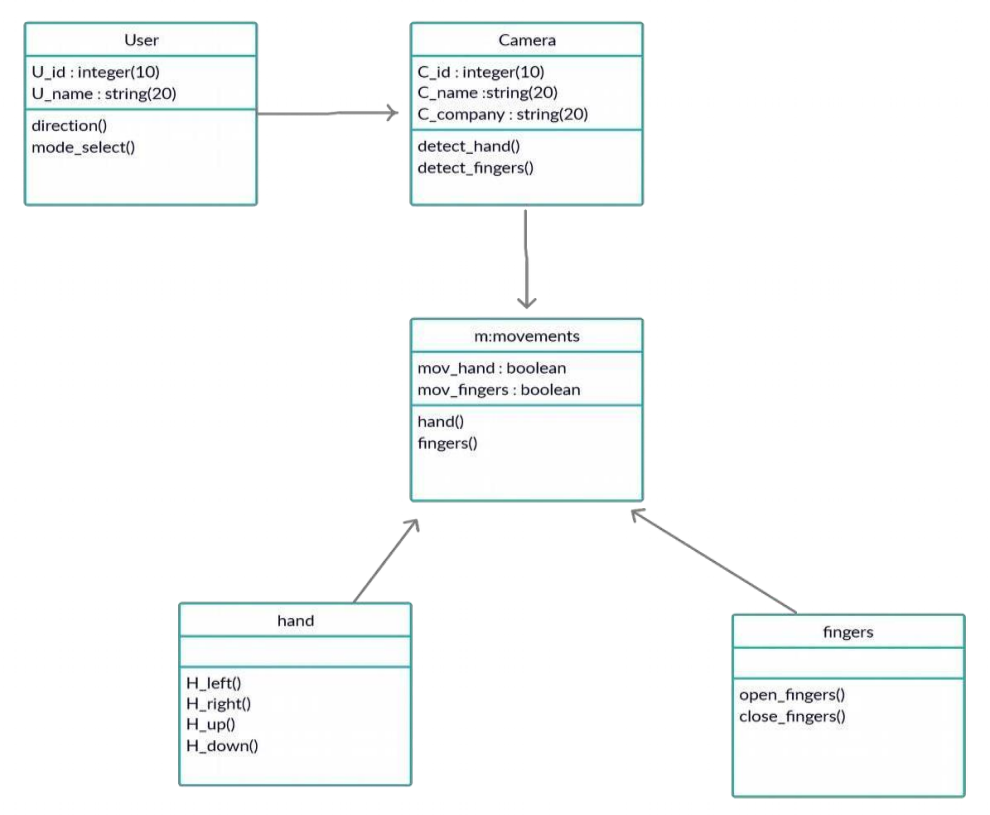 User
U_id : integer(10)
U_name : string(20)
direction()
mode_select()
Camera
C_id : integer(10)
C_name :string(20)
C_company : string(20)
detect_hand()
detect_fingers()
m:movements
mov_hand : boolean
mov_fingers : boolean
hand()
fingers()
hand
H_left()
H_right()
H_up()
H_down()
fingers
open_fingers()
close_fingers()